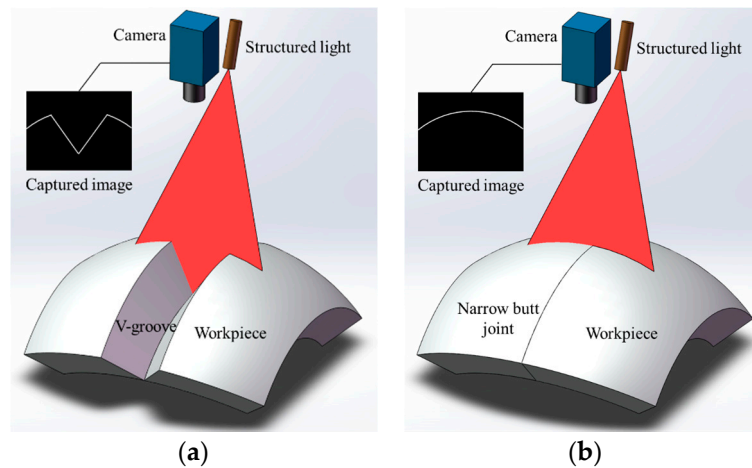 Camera
Structured light
Captured image
V-groove
Workpiece
(a)
Camera
Structured light
Captured image
Narrow butt
joint
Workpiece
(b)